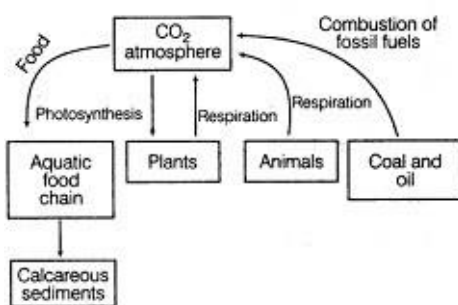 CO₂
atmosphere
Combustion of
fossil fuels
Food
Photosynthesis
Respiration
Respiration
Aquatic
food
chain
Plants
Animals
Coal and
oil
Calcareous
sediments